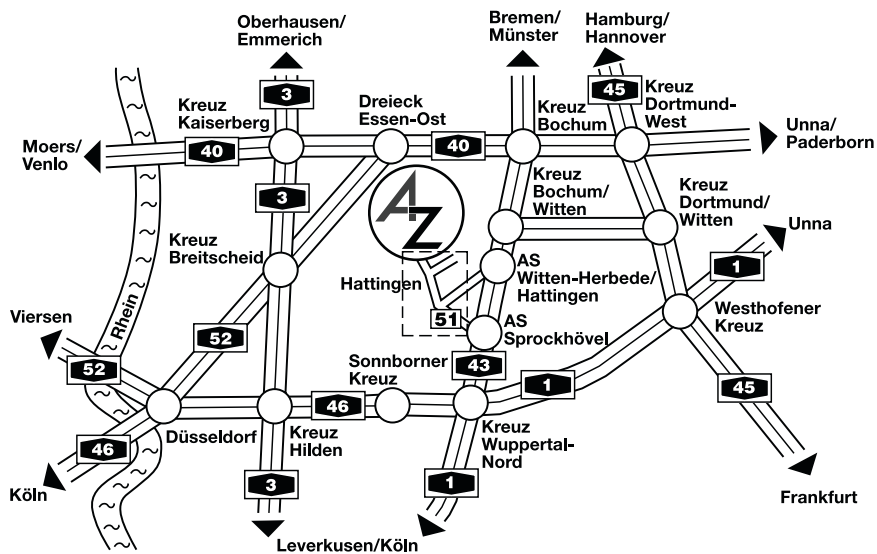 Oberhausen/
Emmerich
Bremen/
Münster
Hamburg/
Hannover
3
45
Kreuz
Kaiserberg
Dreieck
Essen-Ost
Kreuz
Bochum
Kreuz
Dortmund-
West
Moers/
Venlo
40
40
Unna/
Paderborn
3
AZ
Kreuz
Bochum/
Witten
Kreuz
Dortmund/
Witten
Unna
Kreuz
Breitscheid
Hattingen
AS
Witten-Herbede/
Hattingen
1
Rhein
51
AS
Sprockhövel
Westhofener
Kreuz
Viersen
52
52
Sonnborner
Kreuz
43
1
45
46
Düsseldorf
Kreuz
Hilden
Kreuz
Wuppertal-
Nord
46
Köln
3
1
Frankfurt
Leverkusen/Köln